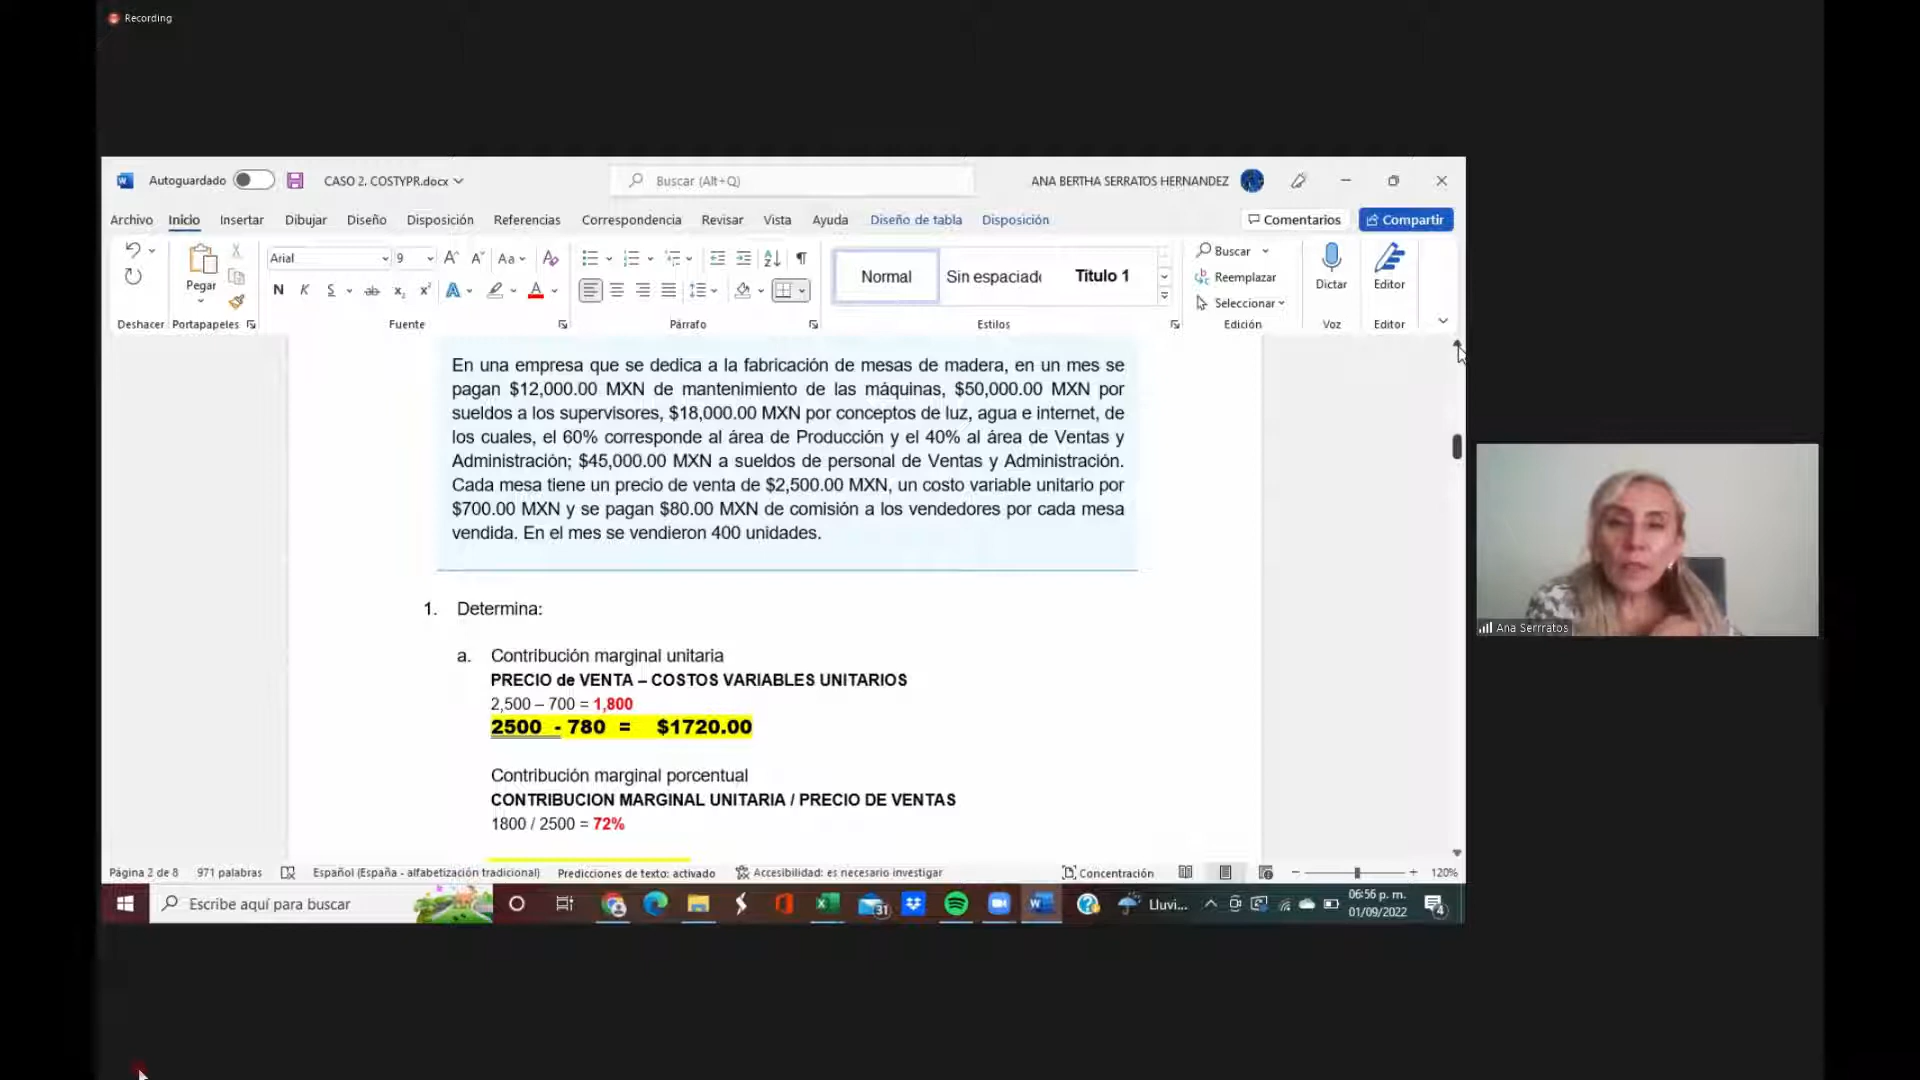 Recording
Autoguardado
CASO 2. COSTYPR.docx
Buscar (Alt+Q)
ANA BERTHA SERRATOS HERNANDEZ
Archivo Inicio Insertar Dibujar Diseño Disposición Referencias Correspondencia Revisar Vista Ayuda Diseño de tabla Disposición
Comentarios
Compartir
Pegar
Arial
9
Aa
N K S ab x₂ x² A A
Normal
Sin espaciado
Título 1
Buscar
Reemplazar
Seleccionar
Dictar
Editor
Deshacer Portapapeles Fuente Párrafo Estilos Edición Voz Editor
En una empresa que se dedica a la fabricación de mesas de madera, en un mes se
pagan $12,000.00 MXN de mantenimiento de las máquinas, $50,000.00 MXN por
sueldos a los supervisores, $18,000.00 MXN por conceptos de luz, agua e internet, de
los cuales, el 60% corresponde al área de Producción y el 40% al área de Ventas y
Administración; $45,000.00 MXN a sueldos de personal de Ventas y Administración.
Cada mesa tiene un precio de venta de $2,500.00 MXN, un costo variable unitario por
$700.00 MXN y se pagan $80.00 MXN de comisión a los vendedores por cada mesa
vendida. En el mes se vendieron 400 unidades.
1. Determina:
a. Contribución marginal unitaria
PRECIO de VENTA – COSTOS VARIABLES UNITARIOS
2,500 – 700 = 1,800
2500 - 780 = $1720.00
Contribución marginal porcentual
CONTRIBUCION MARGINAL UNITARIA / PRECIO DE VENTAS
1800 / 2500 = 72%
Ana Serrratos
Página 2 de 8 971 palabras Español (España - alfabetización tradicional) Predicciones de texto: activado Accesibilidad: es necesario investigar Concentración 120%
Escribe aquí para buscar
31
Lluvi...
06:56 p. m.
01/09/2022
4